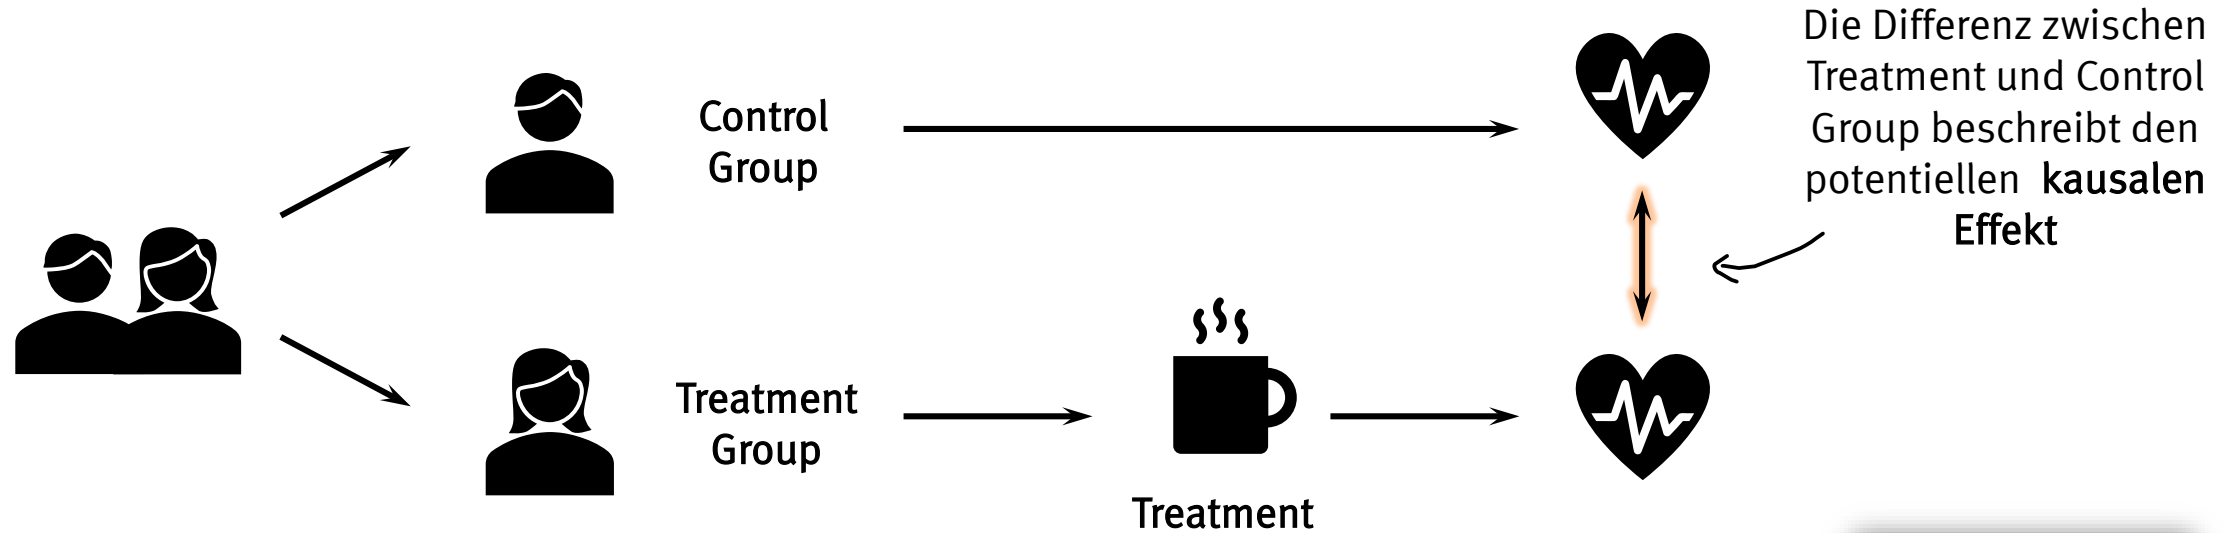 Control
Group
Die Differenz zwischen
Treatment und Control
Group beschreibt den
potentiellen kausalen
Effekt
Treatment
Group
Treatment